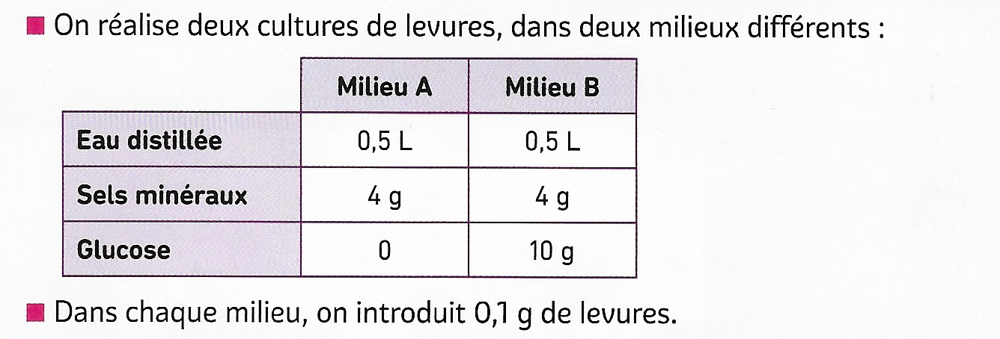 ■ On réalise deux cultures de levures, dans deux milieux différents :
Milieu A Milieu B
Eau distillée 0,5 L 0,5 L
Sels minéraux 4 g 4 g
Glucose 0 10 g
■ Dans chaque milieu, on introduit 0,1 g de levures.